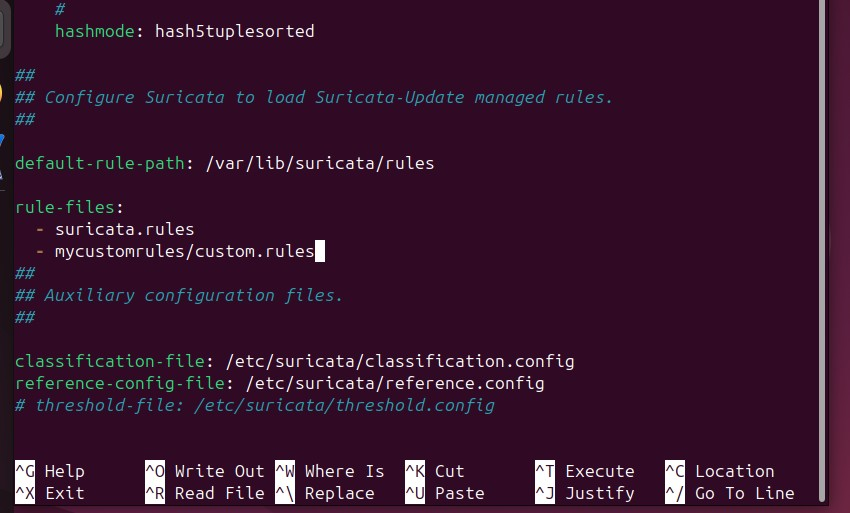 #
hashmode: hash5tuplesorted
##
## Configure Suricata to load Suricata-Update managed rules.
##
default-rule-path: /var/lib/suricata/rules
rule-files:
- suricata.rules
- mycustomrules/custom.rules
##
## Auxiliary configuration files.
##
classification-file: /etc/suricata/classification.config
reference-config-file: /etc/suricata/reference.config
# threshold-file: /etc/suricata/threshold.config
^G Help ^O Write Out ^W Where Is ^K Cut ^T Execute ^C Location
^X Exit ^R Read File ^\ Replace ^U Paste ^J Justify ^/ Go To Line